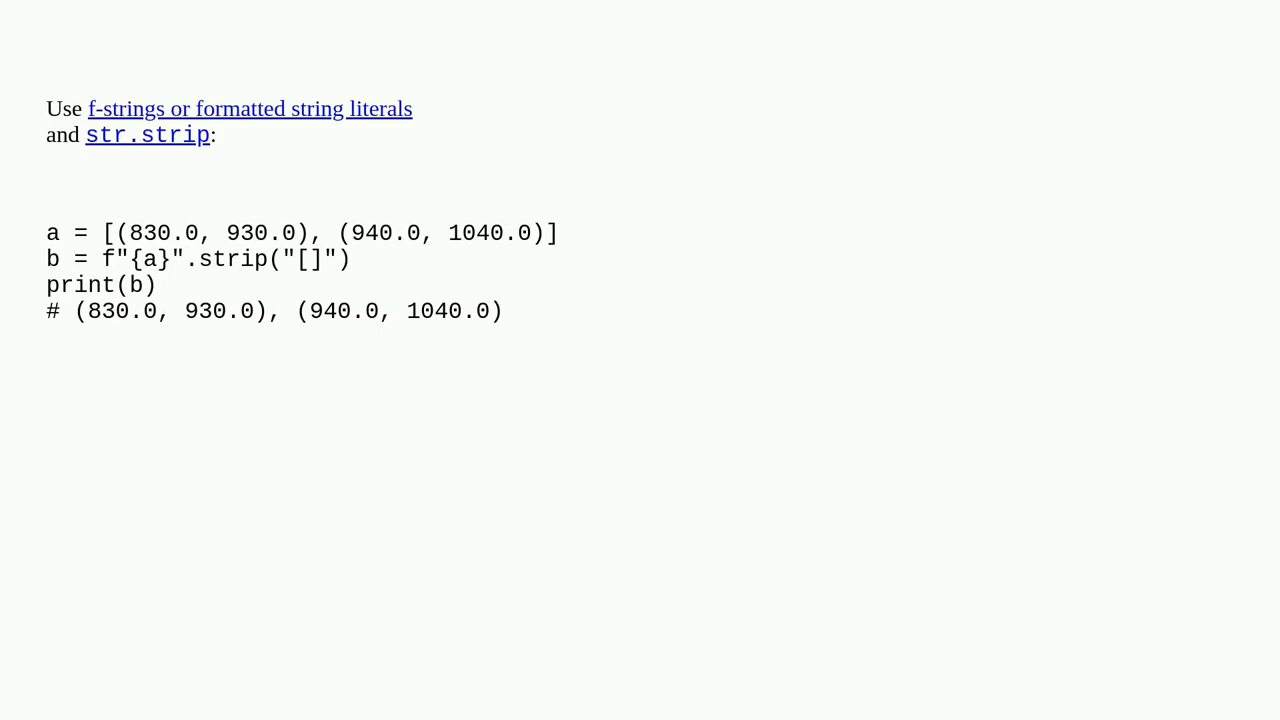 Use f-strings or formatted string literals
and str.strip:
a = [(830.0, 930.0), (940.0, 1040.0)]
b = f"{a}".strip("[]")
print(b)
# (830.0, 930.0), (940.0, 1040.0)